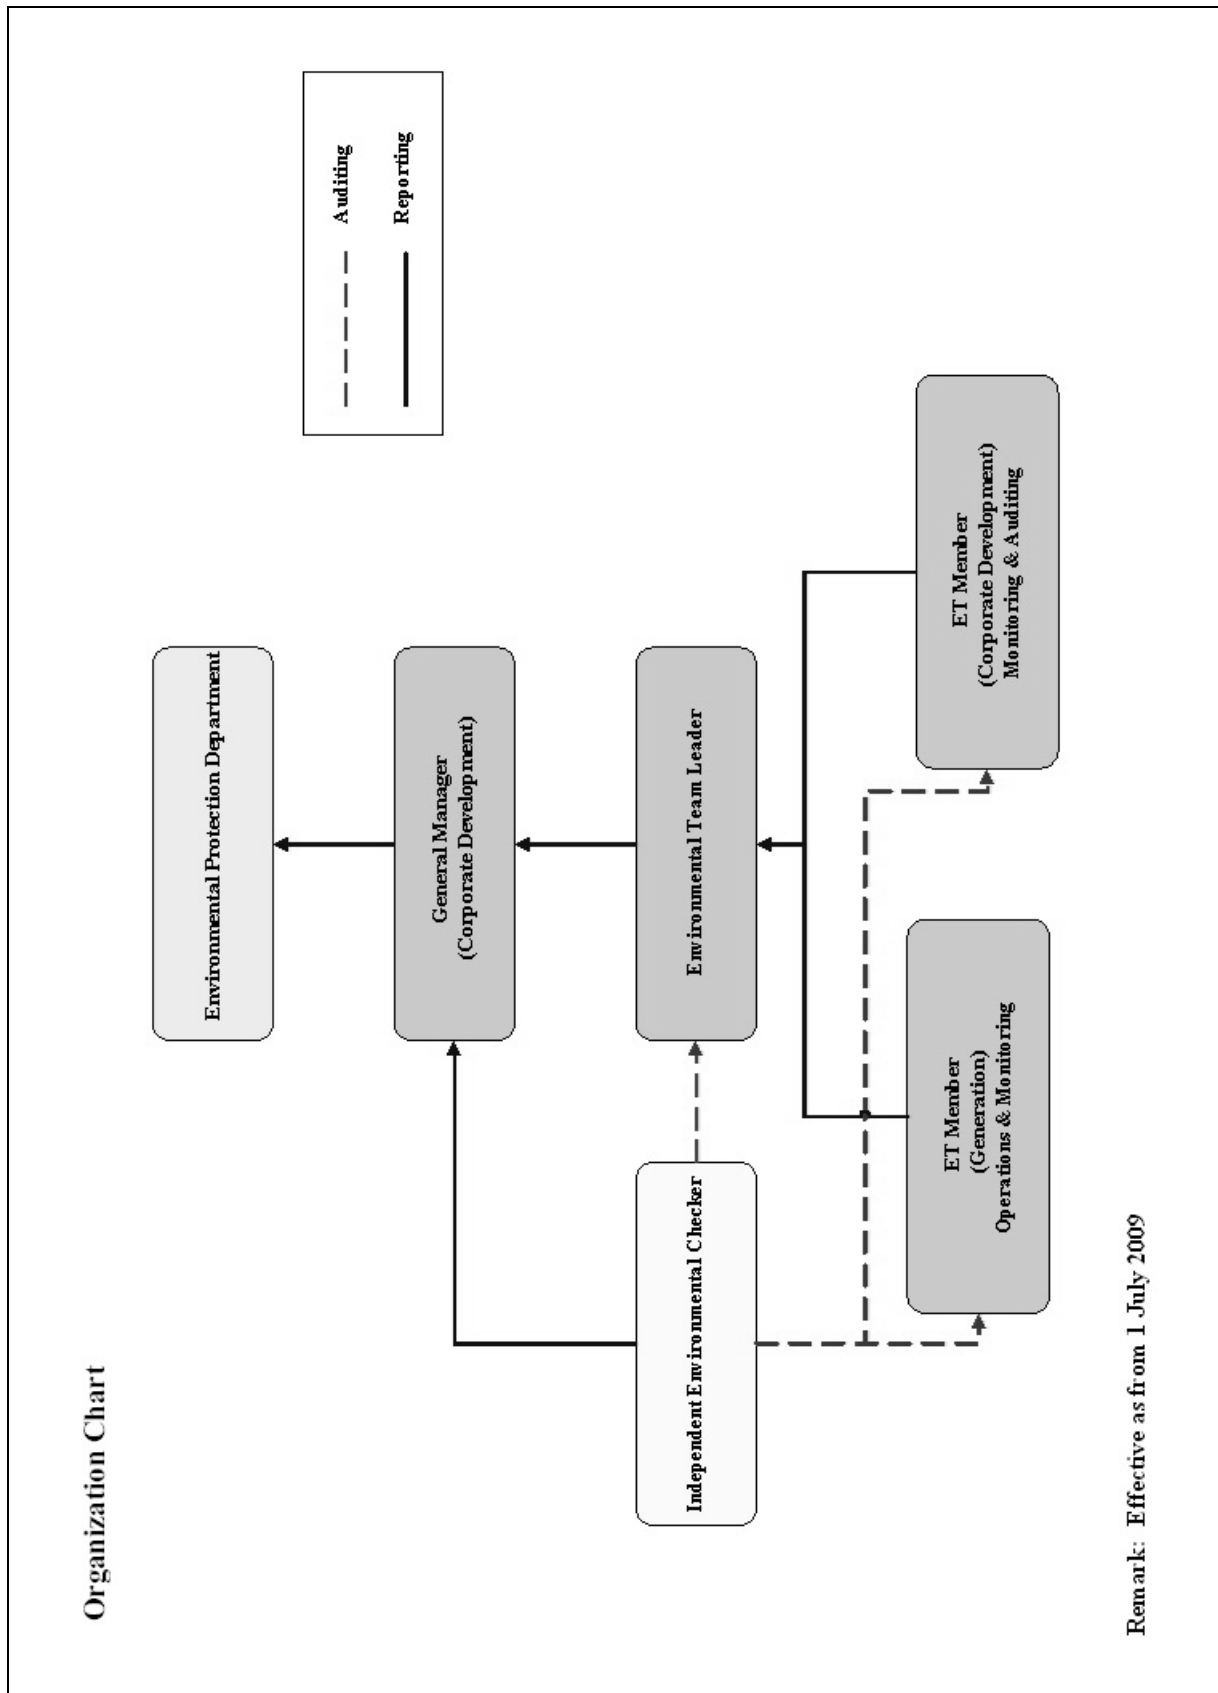 Organization Chart
Auditing
Reporting
Environmental Protection Department
General Manager
(Corporate Development)
Independent Environmental Checker
Environmental Team Leader
ET Member
(Generation)
Operations & Monitoring
ET Member
(Corporate Development)
Monitoring & Auditing
Remark: Effective as from 1 July 2009